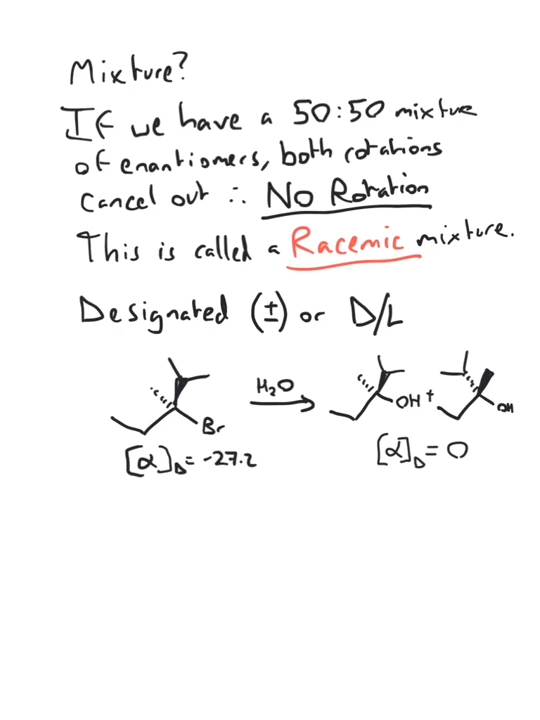 Mixture?
If we have a 50:50 mixture
of enantiomers, both rotations
cancel out ∴ No Rotation
This is called a Racemic mixture.
Designated (±) or D/L
Br
H₂O
OH + OH
[α]D = -27.2
[α]D = 0